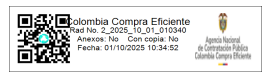 Colombia Compra Eficiente
Rad No. 2_2025_10_01_010340
Anexos: No Con copia: No
Fecha: 01/10/2025 10:34:52
Agencia Nacional
de Contratación Pública
Colombia Compra Eficiente